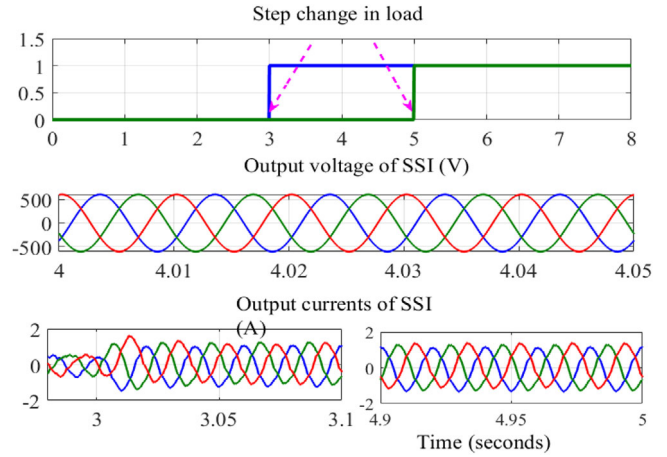 Step change in load
1.5
1
0.5
0
0 1 2 3 4 5 6 7 8
Output voltage of SSI (V)
500
0
-500
4 4.01 4.02 4.03 4.04 4.05
Output currents of SSI
(A)
2
0
-2
3 3.05 3.1
2
0
-2
4.9 4.95 5
Time (seconds)